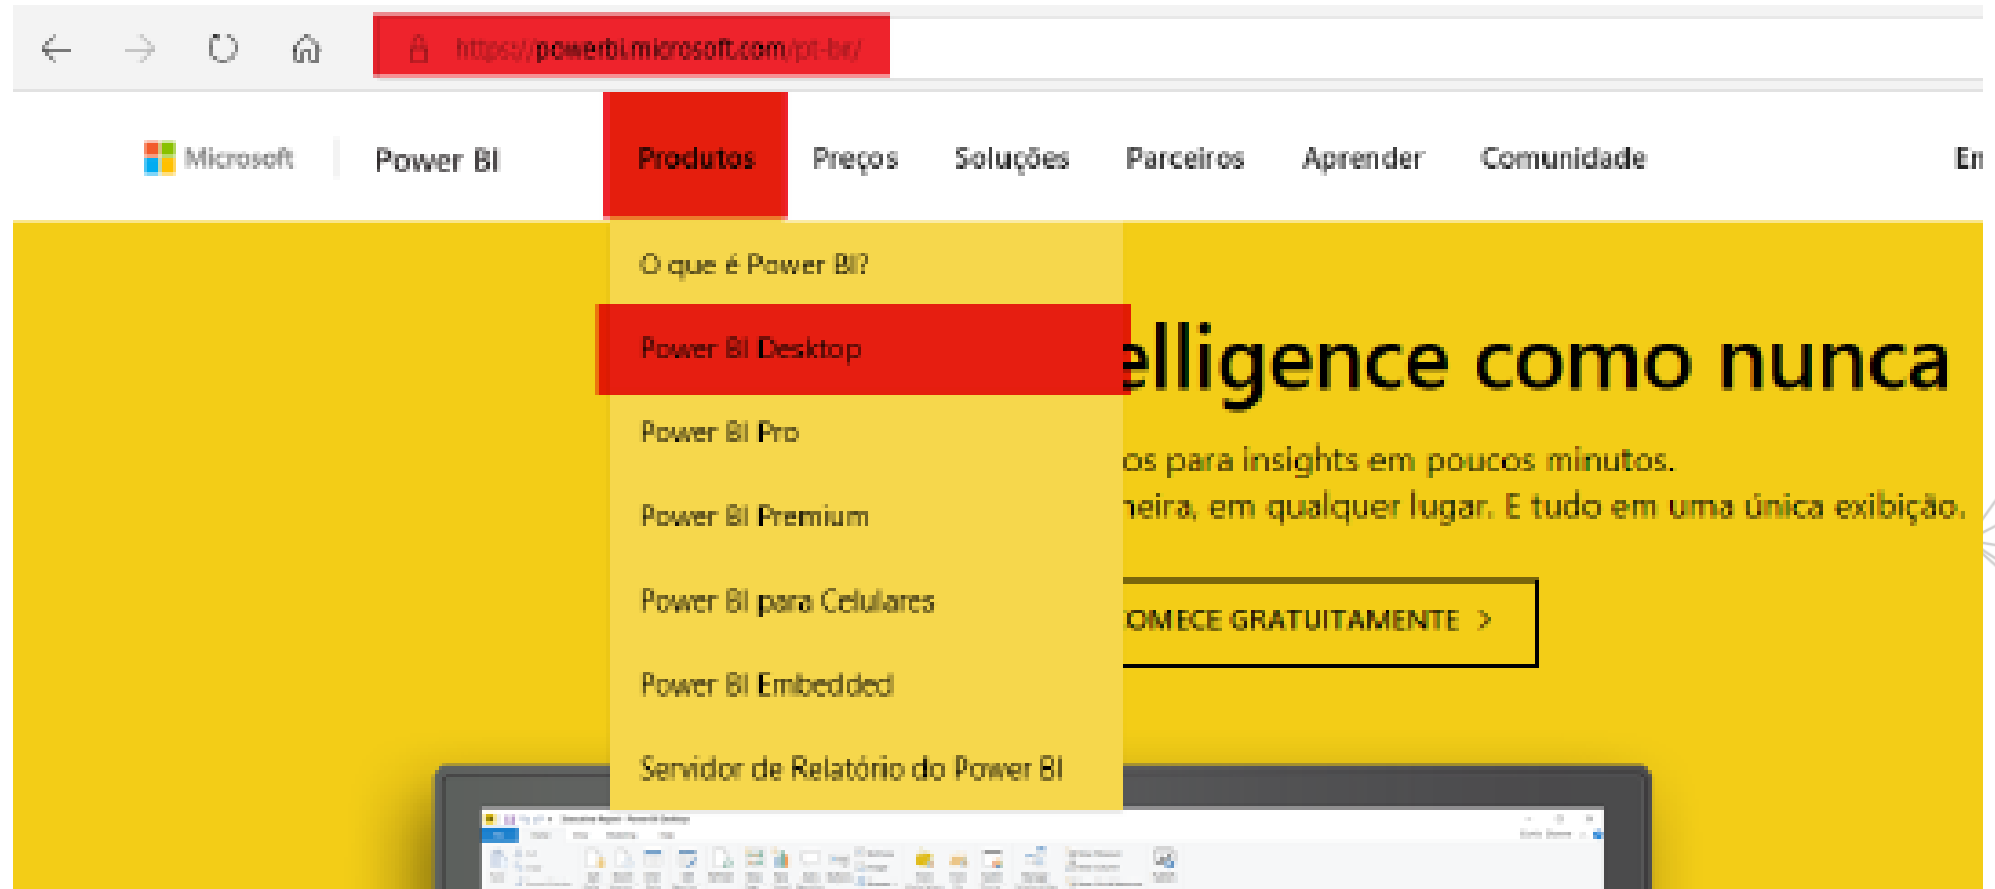 https://powerbi.microsoft.com/pt-br/
Microsoft Power BI Produtos Preços Soluções Parceiros Aprender Comunidade En
O que é Power BI?
Power BI Desktop
elligence como nunca
Power BI Pro
os para insights em poucos minutos.
Power BI Premium
neira, em qualquer lugar. E tudo em uma única exibição.
Power BI para Celulares
OMECE GRATUITAMENTE >
Power BI Embedded
Servidor de Relatório do Power BI